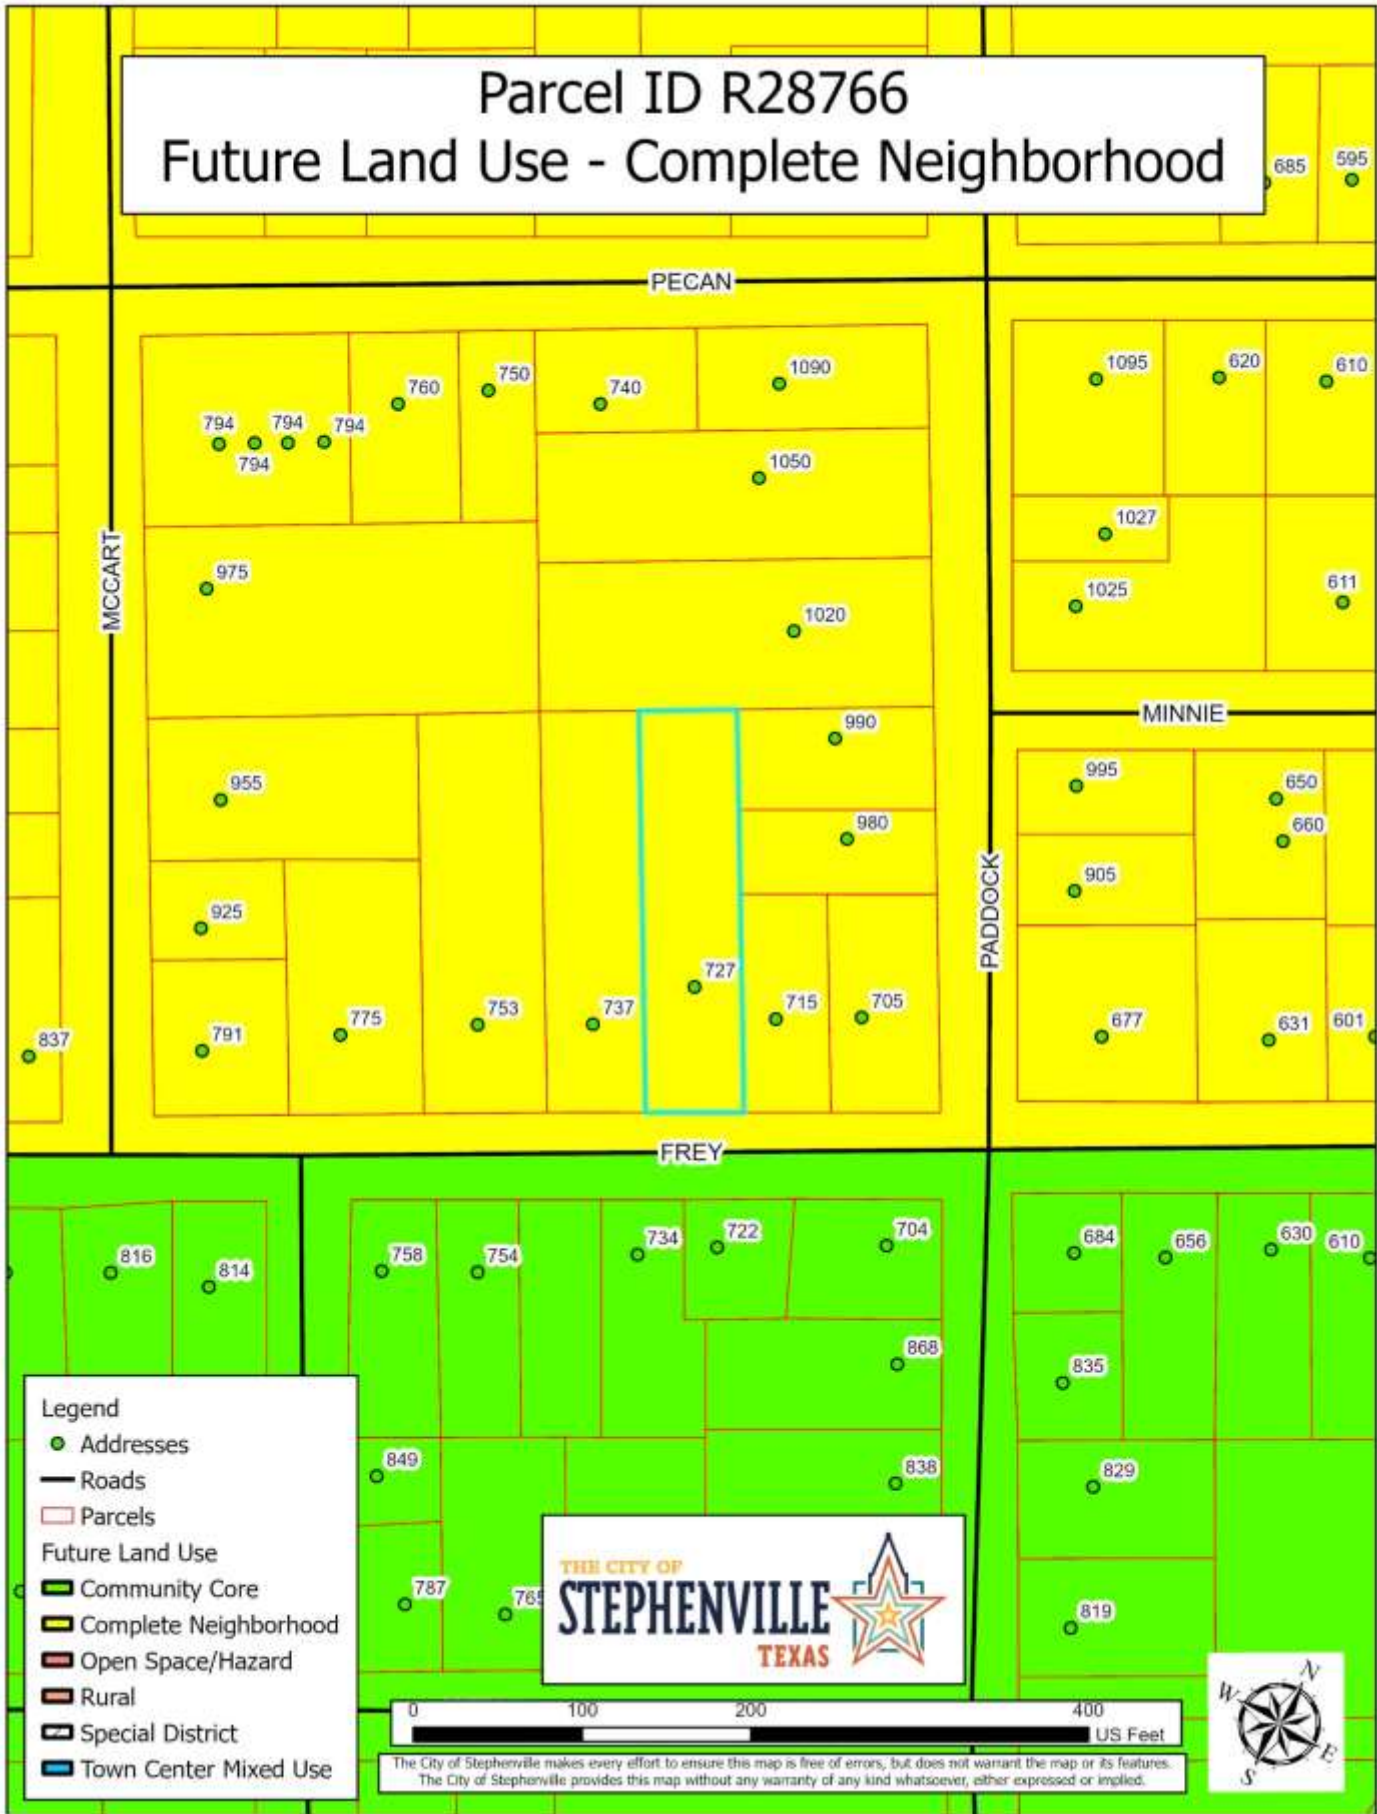 Parcel ID R28766
Future Land Use - Complete Neighborhood
685
595
PECAN
1090
1095
620
610
760
750
740
794
794
794
794
1050
1027
MCCART
975
1025
611
1020
MINNIE
990
995
955
650
980
660
PADDOCK
905
925
727
715
705
753
737
775
677
631
601
837
791
FREY
816
814
758
754
734
722
704
684
656
630
610
868
835
849
838
829
787
765
819
Legend
Addresses
Roads
Parcels
Future Land Use
Community Core
Complete Neighborhood
Open Space/Hazard
Rural
Special District
Town Center Mixed Use
THE CITY OF
STEPHENVILLE
TEXAS
0 100 200 400
US Feet
The City of Stephenville makes every effort to ensure this map is free of errors, but does not warrant the map or its features.
The City of Stephenville provides this map without any warranty of any kind whatsoever, either expressed or implied.
N
W
E
S